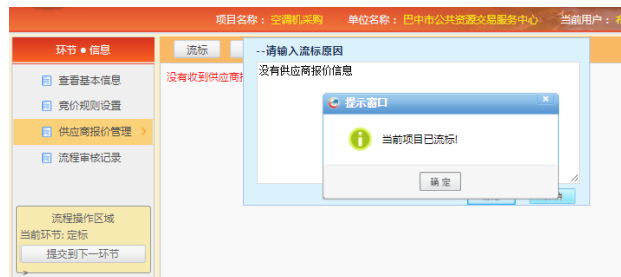 项目名称：空调机采购 单位名称：巴中市公共资源交易服务中心 当前用户：
环节●信息
流标
--请输入流标原因
没有收到供应商报
没有供应商报价信息
查看基本信息
竞价规则设置
供应商报价管理
流程审核记录
提示窗口
当前项目已流标!
确定
流程操作区域
当前环节:定标
提交到下一环节